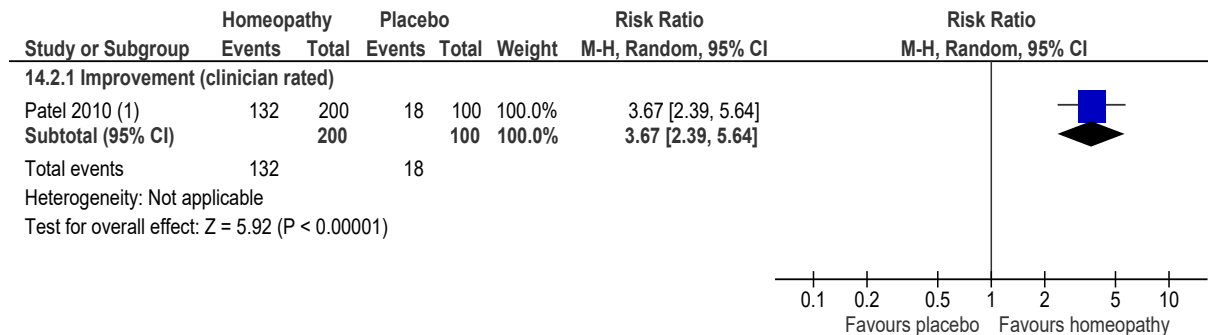 Homeopathy Placebo Risk Ratio Risk Ratio
Study or Subgroup Events Total Events Total Weight M-H, Random, 95% CI M-H, Random, 95% CI
14.2.1 Improvement (clinician rated)
Patel 2010 (1) 132 200 18 100 100.0% 3.67 [2.39, 5.64]
Subtotal (95% CI) 200 100 100.0% 3.67 [2.39, 5.64]
Total events 132 18
Heterogeneity: Not applicable
Test for overall effect: Z = 5.92 (P < 0.00001)
0.1 0.2 0.5 1 2 5 10
Favours placebo Favours homeopathy